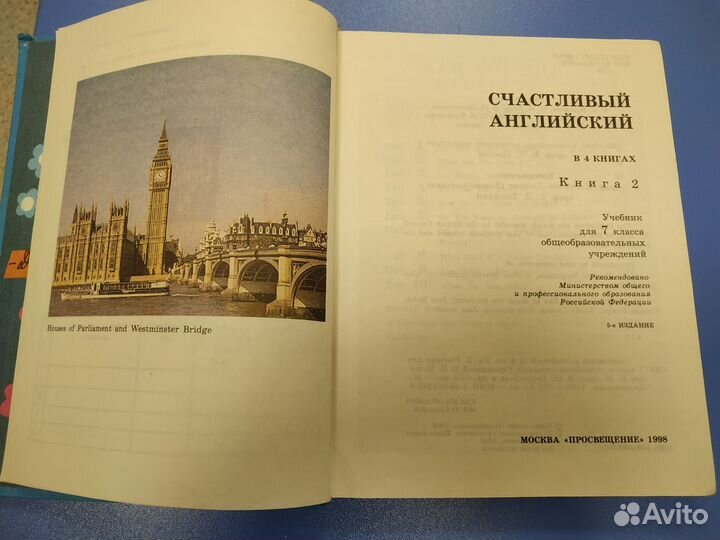 Houses of Parliament and Westminster Bridge
СЧАСТЛИВЫЙ
АНГЛИЙСКИЙ
В 4 КНИГАХ
Книга 2
Учебник
для 7 класса
общеобразовательных
учреждений
Рекомендовано
Министерством общего
и профессионального образования
Российской Федерации
5-е ИЗДАНИЕ
МОСКВА «ПРОСВЕЩЕНИЕ» 1998
Avito